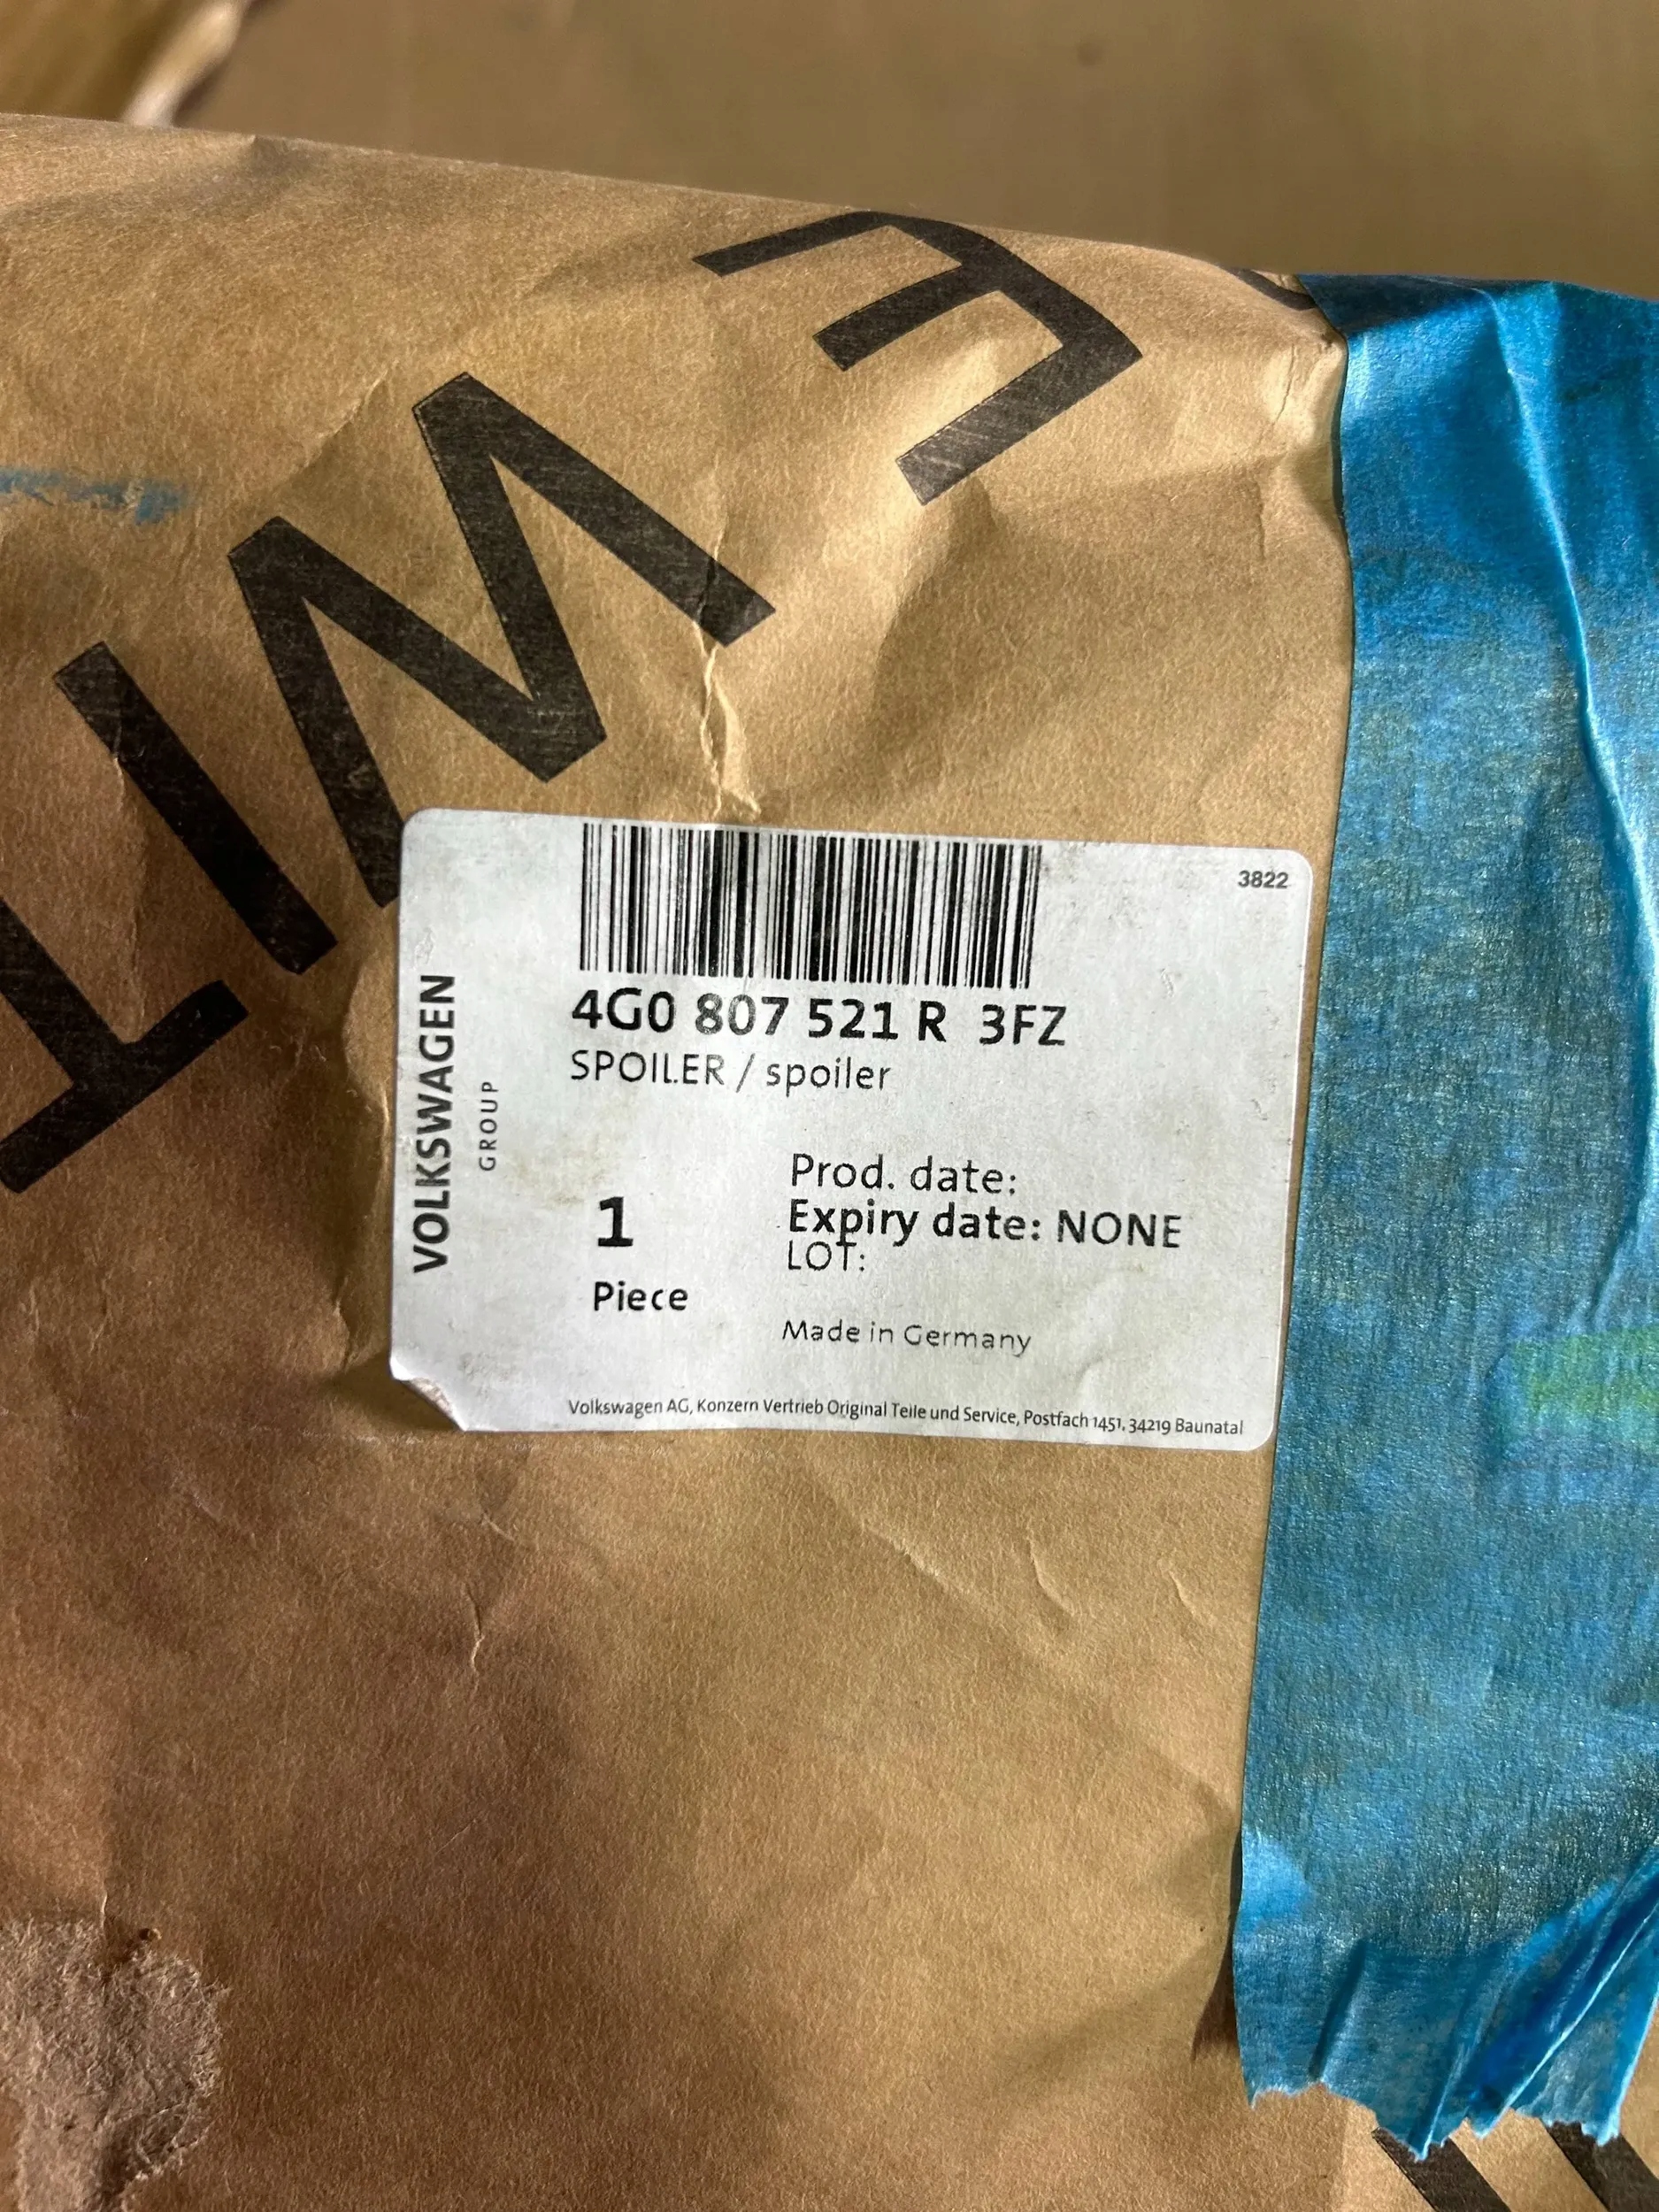 3822
4G0 807 521 R 3FZ
SPOILER / spoiler
VOLKSWAGEN
GROUP
1
Piece
Prod. date:
Expiry date: NONE
LOT:
Made in Germany
Volkswagen AG, Konzern Vertrieb Original Teile und Service, Postfach 1451, 34219 Baunatal